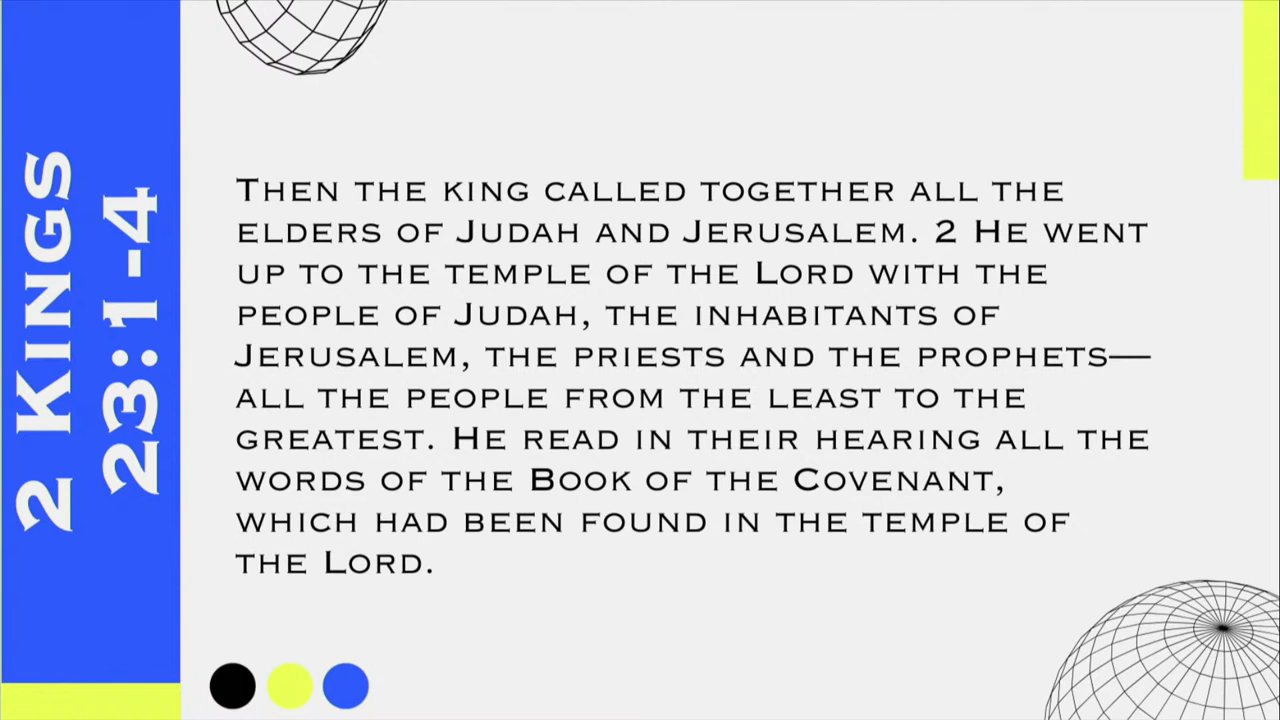 2 Kings
23:1-4
Then the king called together all the
elders of Judah and Jerusalem. 2 He went
up to the temple of the Lord with the
people of Judah, the inhabitants of
Jerusalem, the priests and the prophets—
all the people from the least to the
greatest. He read in their hearing all the
words of the Book of the Covenant,
which had been found in the temple of
the Lord.